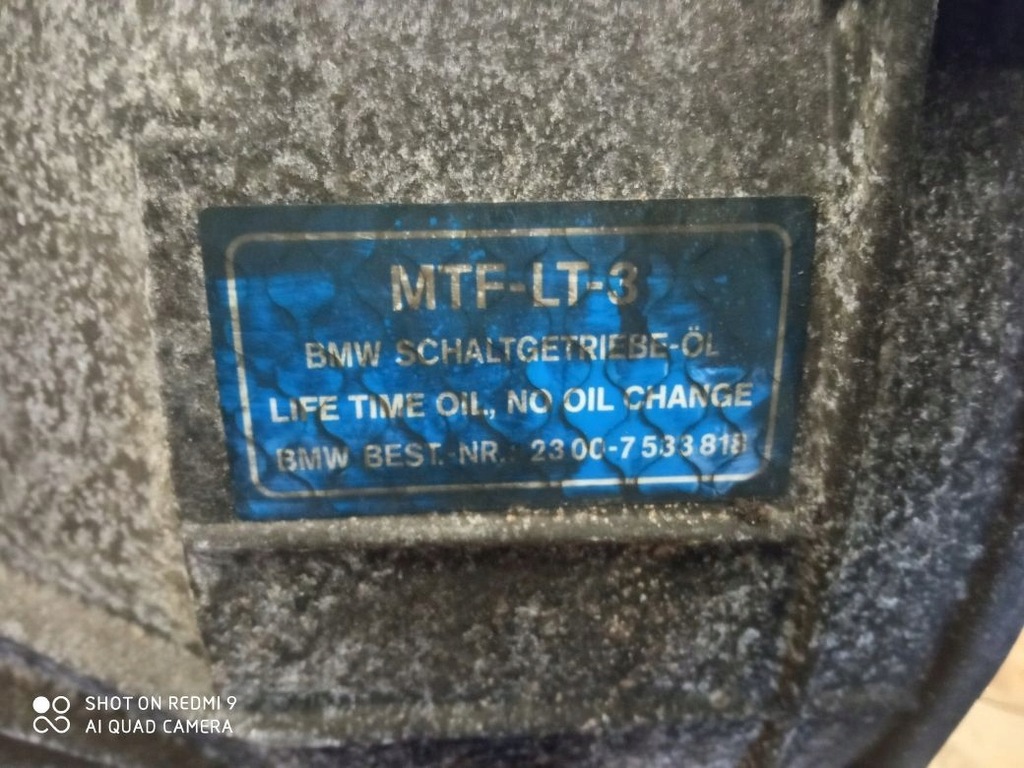 MTF-LT-3
BMW SCHALTGETRIEBE-ÖL
LIFE TIME OIL, NO OIL CHANGE
BMW BEST.-NR.: 23 00-7 533 818
SHOT ON REDMI 9
AI QUAD CAMERA